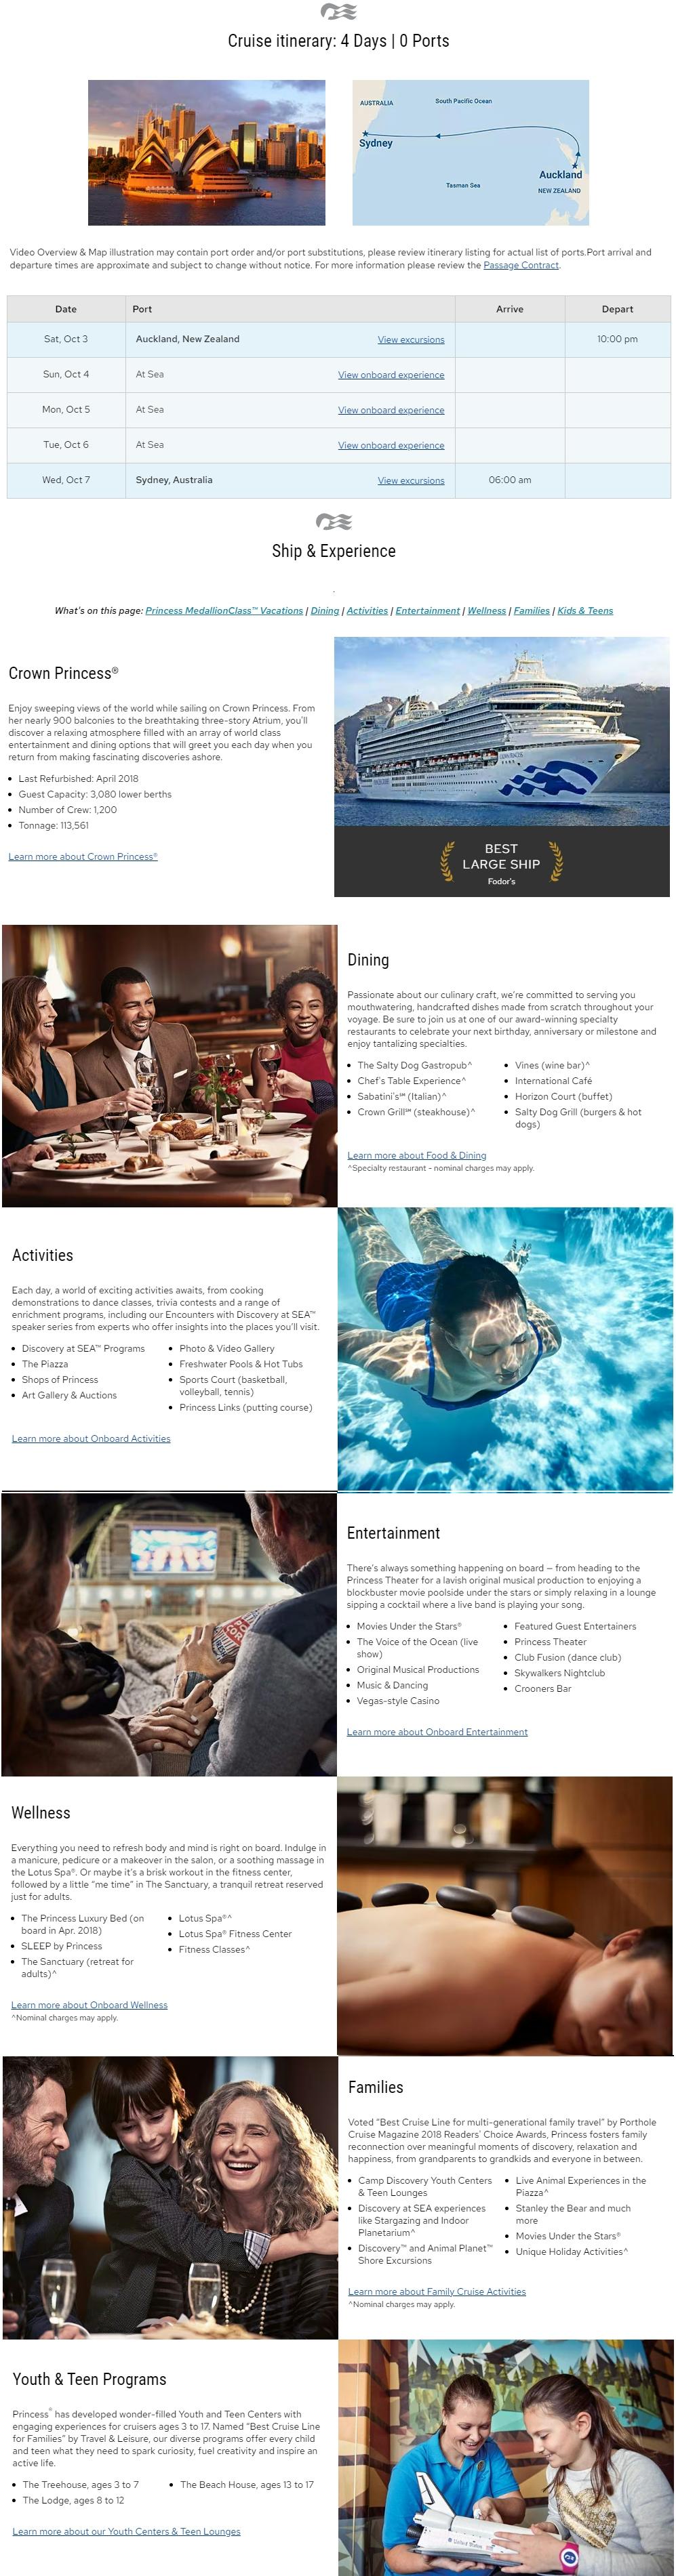 Cruise itinerary: 4 Days | 0 Ports
AUSTRALIA
South Pacific Ocean
Sydney
Auckland
Tasman Sea
NEW ZEALAND
Video Overview & Map illustration may contain port order and/or port substitutions, please review itinerary listing for actual list of ports.Port arrival and
departure times are approximate and subject to change without notice. For more information please review the Passage Contract.
Date Port Arrive Depart
Sat, Oct 3 Auckland, New Zealand View excursions 10:00 pm
Sun, Oct 4 At Sea View onboard experience
Mon, Oct 5 At Sea View onboard experience
Tue, Oct 6 At Sea View onboard experience
Wed, Oct 7 Sydney, Australia View excursions 06:00 am
Ship & Experience
What's on this page: Princess MedallionClass™ Vacations | Dining | Activities | Entertainment | Wellness | Families | Kids & Teens
Crown Princess®
Enjoy sweeping views of the world while sailing on Crown Princess. From
her nearly 900 balconies to the breathtaking three-story Atrium, you'll
discover a relaxing atmosphere filled with an array of world class
entertainment and dining options that will greet you each day when you
return from making fascinating discoveries ashore.
• Last Refurbished: April 2018
• Guest Capacity: 3,080 lower berths
• Number of Crew: 1,200
• Tonnage: 113,561
Learn more about Crown Princess®
BEST
LARGE SHIP
Fodor's
Dining
Passionate about our culinary craft, we're committed to serving you
mouthwatering, handcrafted dishes made from scratch throughout your
voyage. Be sure to join us at one of our award-winning specialty
restaurants to celebrate your next birthday, anniversary or milestone and
enjoy tantalizing specialties.
• The Salty Dog Gastropub^
• Chef's Table Experience^
• Sabatini's℠ (Italian)^
• Crown Grill℠ (steakhouse)^
• Vines (wine bar)^
• International Café
• Horizon Court (buffet)
• Salty Dog Grill (burgers & hot
dogs)
Learn more about Food & Dining
^Specialty restaurant - nominal charges may apply.
Activities
Each day, a world of exciting activities awaits, from cooking
demonstrations to dance classes, trivia contests and a range of
enrichment programs, including our Encounters with Discovery at SEA™
speaker series from experts who offer insights into the places you'll visit.
• Discovery at SEA™ Programs
• The Piazza
• Shops of Princess
• Art Gallery & Auctions
• Photo & Video Gallery
• Freshwater Pools & Hot Tubs
• Sports Court (basketball,
volleyball, tennis)
• Princess Links (putting course)
Learn more about Onboard Activities
Entertainment
There's always something happening on board – from heading to the
Princess Theater for a lavish original musical production to enjoying a
blockbuster movie poolside under the stars or simply relaxing in a lounge
sipping a cocktail where a live band is playing your song.
• Movies Under the Stars®
• The Voice of the Ocean (live
show)
• Original Musical Productions
• Music & Dancing
• Vegas-style Casino
• Featured Guest Entertainers
• Princess Theater
• Club Fusion (dance club)
• Skywalkers Nightclub
• Crooners Bar
Learn more about Onboard Entertainment
Wellness
Everything you need to refresh body and mind is right on board. Indulge in
a manicure, pedicure or a makeover in the salon, or a soothing massage in
the Lotus Spa®. Or maybe it's a brisk workout in the fitness center,
followed by a little "me time" in The Sanctuary, a tranquil retreat reserved
just for adults.
• The Princess Luxury Bed (on
board in Apr. 2018)
• SLEEP by Princess
• The Sanctuary (retreat for
adults)^
• Lotus Spa®^
• Lotus Spa® Fitness Center
• Fitness Classes^
Learn more about Onboard Wellness
^Nominal charges may apply.
Families
Voted "Best Cruise Line for multi-generational family travel" by Porthole
Cruise Magazine 2018 Readers' Choice Awards, Princess fosters family
reconnection over meaningful moments of discovery, relaxation and
happiness, from grandparents to grandkids and everyone in between.
• Camp Discovery Youth Centers
& Teen Lounges
• Discovery at SEA experiences
like Stargazing and Indoor
Planetarium^
• Discovery™ and Animal Planet™
Shore Excursions
• Live Animal Experiences in the
Piazza^
• Stanley the Bear and much
more
• Movies Under the Stars®
• Unique Holiday Activities^
Learn more about Family Cruise Activities
^Nominal charges may apply.
Youth & Teen Programs
Princess® has developed wonder-filled Youth and Teen Centers with
engaging experiences for cruisers ages 3 to 17. Named "Best Cruise Line
for Families" by Travel & Leisure, our diverse programs offer every child
and teen what they need to spark curiosity, fuel creativity and inspire an
active life.
• The Treehouse, ages 3 to 7
• The Lodge, ages 8 to 12
• The Beach House, ages 13 to 17
Learn more about our Youth Centers & Teen Lounges
United States